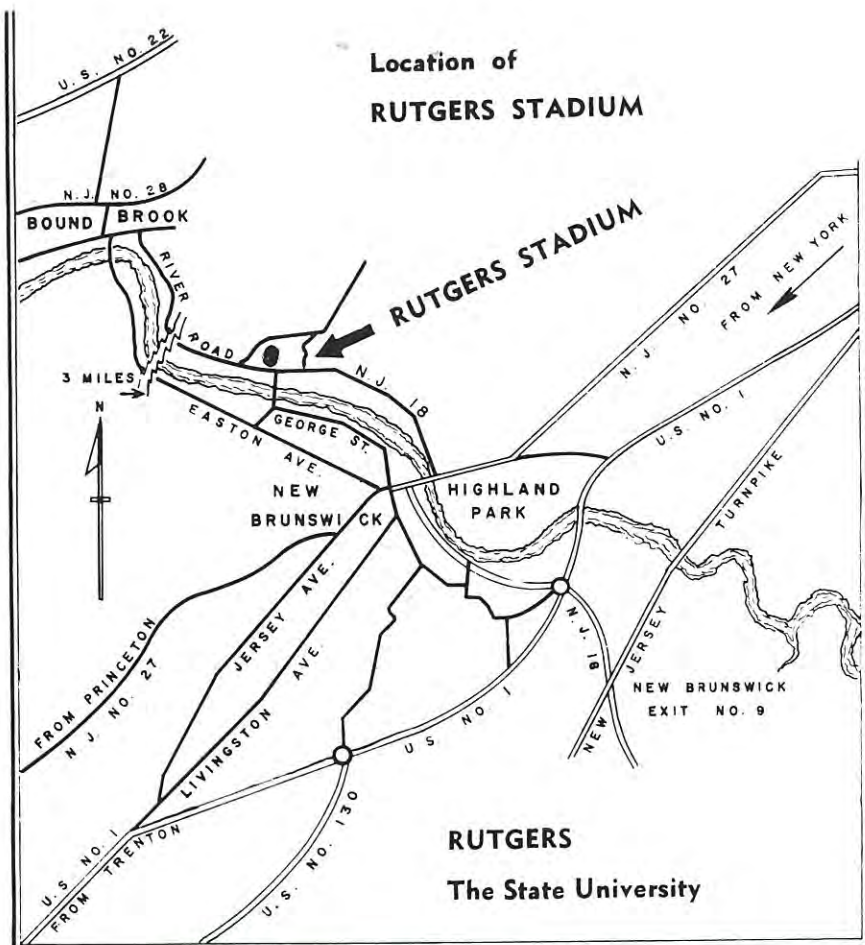 Location of
RUTGERS STADIUM
U.S. NO. 22
N.J. NO. 28
BOUND BROOK
RIVER ROAD
RUTGERS STADIUM
N.J. NO. 27
FROM NEW YORK
3 MILES
N
N.J. 18
U.S. NO. 1
EASTON AVE.
GEORGE ST.
NEW
BRUNSWICK
HIGHLAND
PARK
NEW JERSEY TURNPIKE
JERSEY AVE.
LIVINGSTON AVE.
FROM PRINCETON
N.J. NO. 27
N.J. 18
NEW BRUNSWICK
EXIT NO. 9
U.S. NO. 1
U.S. NO. 1
FROM TRENTON
U.S. NO. 130
RUTGERS
The State University